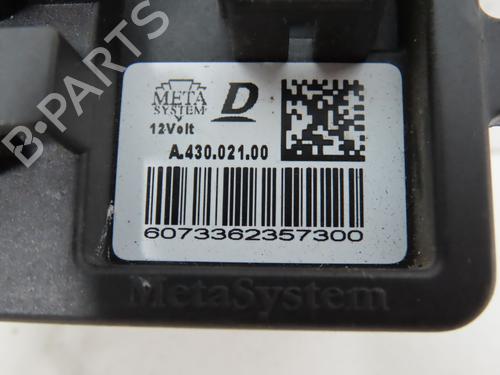 META
SYSTEM
D
12Volt
A.430.021.00
6073362357300
MetaSystem
B-PARTS